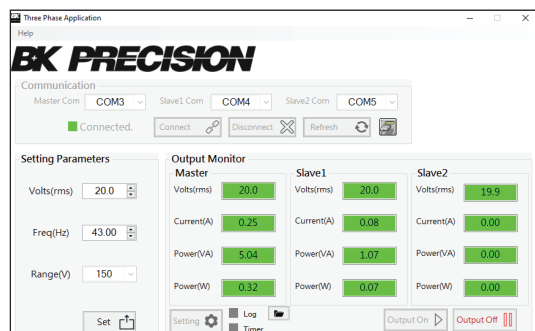 Three Phase Application
Help
BK PRECISION
Communication
Master Com COM3 Slave1 Com COM4 Slave2 Com COM5
Connected. Connect Disconnect Refresh
Setting Parameters
Volts(rms) 20.0
Freq(Hz) 43.00
Range(V) 150
Set
Output Monitor
Master Slave1 Slave2
Volts(rms) 20.0 Volts(rms) 20.0 Volts(rms) 19.9
Current(A) 0.25 Current(A) 0.08 Current(A) 0.00
Power(VA) 5.04 Power(VA) 1.07 Power(VA) 0.00
Power(W) 0.32 Power(W) 0.07 Power(W) 0.00
Setting Log Output On Output Off
Timer